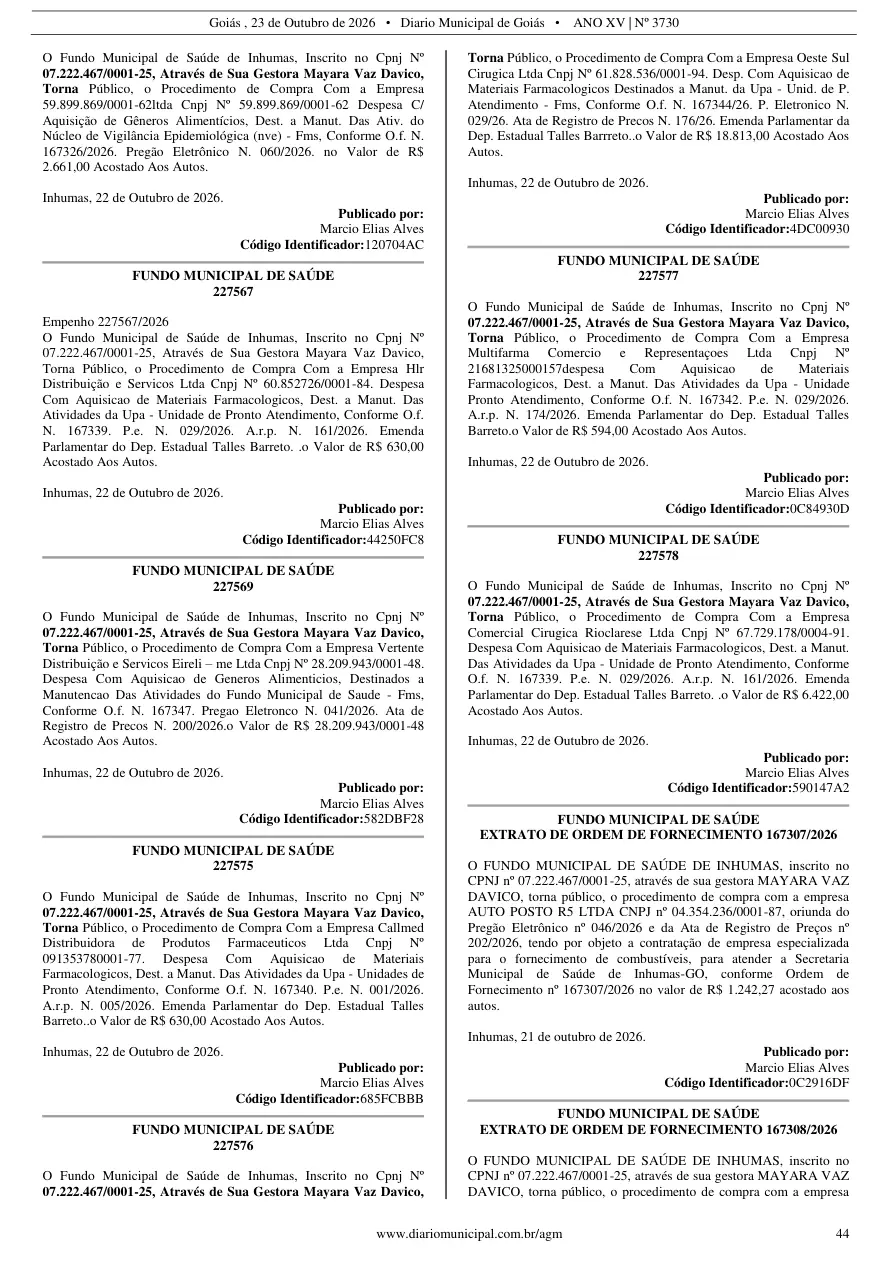 Goiás , 23 de Outubro de 2026 • Diario Municipal de Goiás • ANO XV | Nº 3730
O Fundo Municipal de Saúde de Inhumas, Inscrito no Cpnj Nº
07.222.467/0001-25, Através de Sua Gestora Mayara Vaz Davico,
Torna Público, o Procedimento de Compra Com a Empresa
59.899.869/0001-62ltda Cnpj Nº 59.899.869/0001-62 Despesa C/
Aquisição de Gêneros Alimentícios, Dest. a Manut. Das Ativ. do
Núcleo de Vigilância Epidemiológica (nve) - Fms, Conforme O.f. N.
167326/2026. Pregão Eletrônico N. 060/2026. no Valor de R$
2.661,00 Acostado Aos Autos.
Inhumas, 22 de Outubro de 2026.
Publicado por:
Marcio Elias Alves
Código Identificador:120704AC
FUNDO MUNICIPAL DE SAÚDE
227567
Empenho 227567/2026
O Fundo Municipal de Saúde de Inhumas, Inscrito no Cpnj Nº
07.222.467/0001-25, Através de Sua Gestora Mayara Vaz Davico,
Torna Público, o Procedimento de Compra Com a Empresa Hlr
Distribuição e Servicos Ltda Cnpj Nº 60.852726/0001-84. Despesa
Com Aquisicao de Materiais Farmacologicos, Dest. a Manut. Das
Atividades da Upa - Unidade de Pronto Atendimento, Conforme O.f.
N. 167339. P.e. N. 029/2026. A.r.p. N. 161/2026. Emenda
Parlamentar do Dep. Estadual Talles Barreto. .o Valor de R$ 630,00
Acostado Aos Autos.
Inhumas, 22 de Outubro de 2026.
Publicado por:
Marcio Elias Alves
Código Identificador:44250FC8
FUNDO MUNICIPAL DE SAÚDE
227569
O Fundo Municipal de Saúde de Inhumas, Inscrito no Cpnj Nº
07.222.467/0001-25, Através de Sua Gestora Mayara Vaz Davico,
Torna Público, o Procedimento de Compra Com a Empresa Vertente
Distribuição e Servicos Eireli – me Ltda Cnpj Nº 28.209.943/0001-48.
Despesa Com Aquisicao de Generos Alimenticios, Destinados a
Manutencao Das Atividades do Fundo Municipal de Saude - Fms,
Conforme O.f. N. 167347. Pregao Eletronco N. 041/2026. Ata de
Registro de Precos N. 200/2026.o Valor de R$ 28.209.943/0001-48
Acostado Aos Autos.
Inhumas, 22 de Outubro de 2026.
Publicado por:
Marcio Elias Alves
Código Identificador:582DBF28
FUNDO MUNICIPAL DE SAÚDE
227575
O Fundo Municipal de Saúde de Inhumas, Inscrito no Cpnj Nº
07.222.467/0001-25, Através de Sua Gestora Mayara Vaz Davico,
Torna Público, o Procedimento de Compra Com a Empresa Callmed
Distribuidora de Produtos Farmaceuticos Ltda Cnpj Nº
091353780001-77. Despesa Com Aquisicao de Materiais
Farmacologicos, Dest. a Manut. Das Atividades da Upa - Unidades de
Pronto Atendimento, Conforme O.f. N. 167340. P.e. N. 001/2026.
A.r.p. N. 005/2026. Emenda Parlamentar do Dep. Estadual Talles
Barreto..o Valor de R$ 630,00 Acostado Aos Autos.
Inhumas, 22 de Outubro de 2026.
Publicado por:
Marcio Elias Alves
Código Identificador:685FCBBB
FUNDO MUNICIPAL DE SAÚDE
227576
O Fundo Municipal de Saúde de Inhumas, Inscrito no Cpnj Nº
07.222.467/0001-25, Através de Sua Gestora Mayara Vaz Davico,
Torna Público, o Procedimento de Compra Com a Empresa Oeste Sul
Cirugica Ltda Cnpj Nº 61.828.536/0001-94. Desp. Com Aquisicao de
Materiais Farmacologicos Destinados a Manut. da Upa - Unid. de P.
Atendimento - Fms, Conforme O.f. N. 167344/26. P. Eletronico N.
029/26. Ata de Registro de Precos N. 176/26. Emenda Parlamentar da
Dep. Estadual Talles Barrreto..o Valor de R$ 18.813,00 Acostado Aos
Autos.
Inhumas, 22 de Outubro de 2026.
Publicado por:
Marcio Elias Alves
Código Identificador:4DC00930
FUNDO MUNICIPAL DE SAÚDE
227577
O Fundo Municipal de Saúde de Inhumas, Inscrito no Cpnj Nº
07.222.467/0001-25, Através de Sua Gestora Mayara Vaz Davico,
Torna Público, o Procedimento de Compra Com a Empresa
Multifarma Comercio e Representaçoes Ltda Cnpj Nº
21681325000157despesa Com Aquisicao de Materiais
Farmacologicos, Dest. a Manut. Das Atividades da Upa - Unidade
Pronto Atendimento, Conforme O.f. N. 167342. P.e. N. 029/2026.
A.r.p. N. 174/2026. Emenda Parlamentar do Dep. Estadual Talles
Barreto.o Valor de R$ 594,00 Acostado Aos Autos.
Inhumas, 22 de Outubro de 2026.
Publicado por:
Marcio Elias Alves
Código Identificador:0C84930D
FUNDO MUNICIPAL DE SAÚDE
227578
O Fundo Municipal de Saúde de Inhumas, Inscrito no Cpnj Nº
07.222.467/0001-25, Através de Sua Gestora Mayara Vaz Davico,
Torna Público, o Procedimento de Compra Com a Empresa
Comercial Cirugica Rioclarese Ltda Cnpj Nº 67.729.178/0004-91.
Despesa Com Aquisicao de Materiais Farmacologicos, Dest. a Manut.
Das Atividades da Upa - Unidade de Pronto Atendimento, Conforme
O.f. N. 167339. P.e. N. 029/2026. A.r.p. N. 161/2026. Emenda
Parlamentar do Dep. Estadual Talles Barreto. .o Valor de R$ 6.422,00
Acostado Aos Autos.
Inhumas, 22 de Outubro de 2026.
Publicado por:
Marcio Elias Alves
Código Identificador:590147A2
FUNDO MUNICIPAL DE SAÚDE
EXTRATO DE ORDEM DE FORNECIMENTO 167307/2026
O FUNDO MUNICIPAL DE SAÚDE DE INHUMAS, inscrito no
CPNJ nº 07.222.467/0001-25, através de sua gestora MAYARA VAZ
DAVICO, torna público, o procedimento de compra com a empresa
AUTO POSTO R5 LTDA CNPJ nº 04.354.236/0001-87, oriunda do
Pregão Eletrônico nº 046/2026 e da Ata de Registro de Preços nº
202/2026, tendo por objeto a contratação de empresa especializada
para o fornecimento de combustíveis, para atender a Secretaria
Municipal de Saúde de Inhumas-GO, conforme Ordem de
Fornecimento nº 167307/2026 no valor de R$ 1.242,27 acostado aos
autos.
Inhumas, 21 de outubro de 2026.
Publicado por:
Marcio Elias Alves
Código Identificador:0C2916DF
FUNDO MUNICIPAL DE SAÚDE
EXTRATO DE ORDEM DE FORNECIMENTO 167308/2026
O FUNDO MUNICIPAL DE SAÚDE DE INHUMAS, inscrito no
CPNJ nº 07.222.467/0001-25, através de sua gestora MAYARA VAZ
DAVICO, torna público, o procedimento de compra com a empresa
www.diariomunicipal.com.br/agm 44